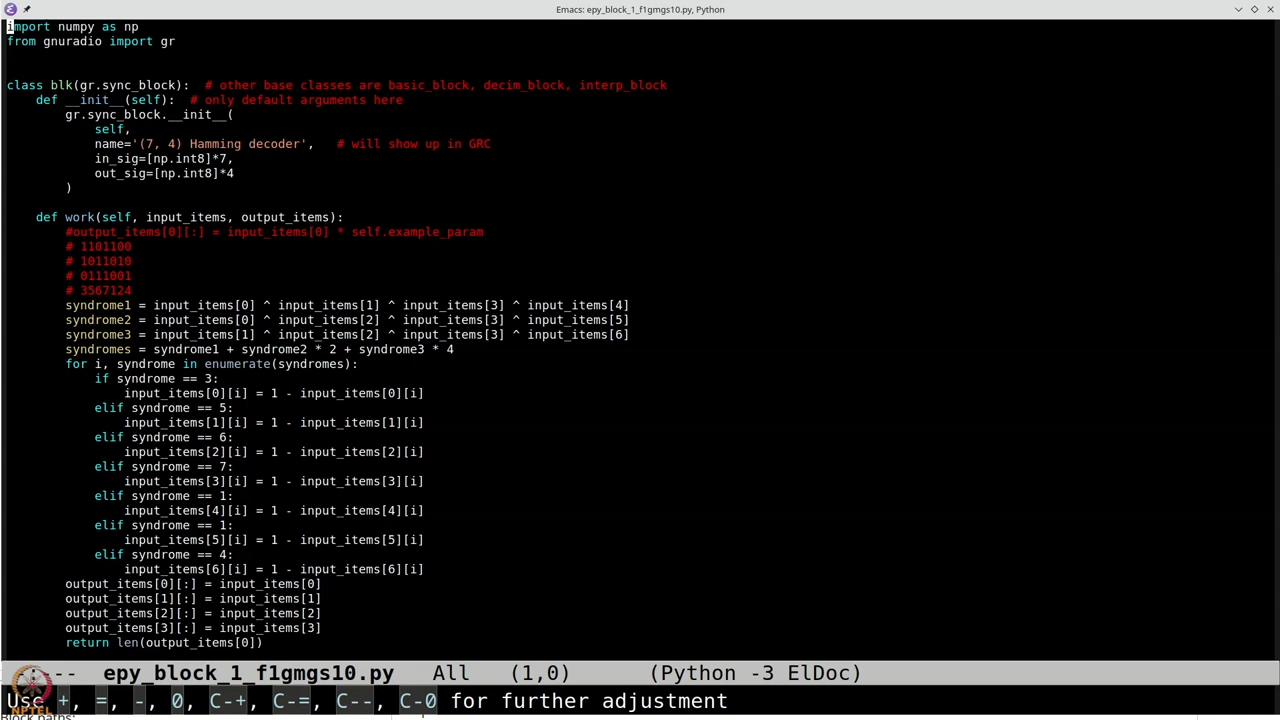 Emacs: epy_block_1_f1gmgs10.py, Python
import numpy as np
from gnuradio import gr
class blk(gr.sync_block):  # other base classes are basic_block, decim_block, interp_block
    def __init__(self):  # only default arguments here
        gr.sync_block.__init__(
            self,
            name='(7, 4) Hamming decoder',   # will show up in GRC
            in_sig=[np.int8]*7,
            out_sig=[np.int8]*4
        )
    def work(self, input_items, output_items):
        #output_items[0][:] = input_items[0] * self.example_param
        # 1101100
        # 1011010
        # 0111001
        # 3567124
        syndrome1 = input_items[0] ^ input_items[1] ^ input_items[3] ^ input_items[4]
        syndrome2 = input_items[0] ^ input_items[2] ^ input_items[3] ^ input_items[5]
        syndrome3 = input_items[1] ^ input_items[2] ^ input_items[3] ^ input_items[6]
        syndromes = syndrome1 + syndrome2 * 2 + syndrome3 * 4
        for i, syndrome in enumerate(syndromes):
            if syndrome == 3:
                input_items[0][i] = 1 - input_items[0][i]
            elif syndrome == 5:
                input_items[1][i] = 1 - input_items[1][i]
            elif syndrome == 6:
                input_items[2][i] = 1 - input_items[2][i]
            elif syndrome == 7:
                input_items[3][i] = 1 - input_items[3][i]
            elif syndrome == 1:
                input_items[4][i] = 1 - input_items[4][i]
            elif syndrome == 1:
                input_items[5][i] = 1 - input_items[5][i]
            elif syndrome == 4:
                input_items[6][i] = 1 - input_items[6][i]
        output_items[0][:] = input_items[0]
        output_items[1][:] = input_items[1]
        output_items[2][:] = input_items[2]
        output_items[3][:] = input_items[3]
        return len(output_items[0])
:--- epy_block_1_f1gmgs10.py   All   (1,0)      (Python -3 ElDoc)
Use +, =, -, 0, C-+, C-=, C--, C-0 for further adjustment
NPTEL